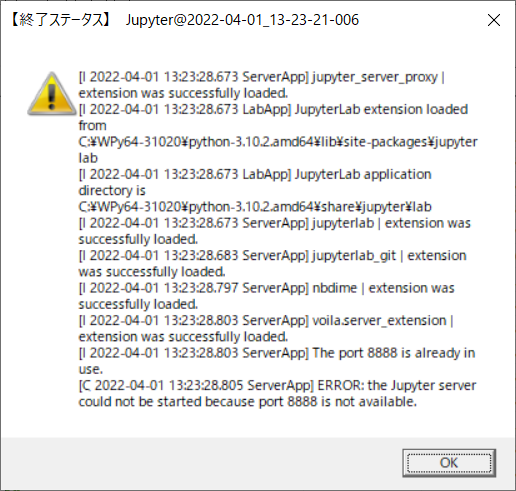 【終了ステータス】 Jupyter@2022-04-01_13-23-21-006
[I 2022-04-01 13:23:28.673 ServerApp] jupyter_server_proxy |
extension was successfully loaded.
[I 2022-04-01 13:23:28.673 LabApp] JupyterLab extension loaded
from
C:¥WPy64-31020¥python-3.10.2.amd64¥lib¥site-packages¥jupyter
lab
[I 2022-04-01 13:23:28.673 LabApp] JupyterLab application
directory is
C:¥WPy64-31020¥python-3.10.2.amd64¥share¥jupyter¥lab
[I 2022-04-01 13:23:28.673 ServerApp] jupyterlab | extension was
successfully loaded.
[I 2022-04-01 13:23:28.683 ServerApp] jupyterlab_git | extension
was successfully loaded.
[I 2022-04-01 13:23:28.797 ServerApp] nbdime | extension was
successfully loaded.
[I 2022-04-01 13:23:28.803 ServerApp] voila.server_extension |
extension was successfully loaded.
[I 2022-04-01 13:23:28.803 ServerApp] The port 8888 is already in
use.
[C 2022-04-01 13:23:28.805 ServerApp] ERROR: the Jupyter server
could not be started because port 8888 is not available.
OK